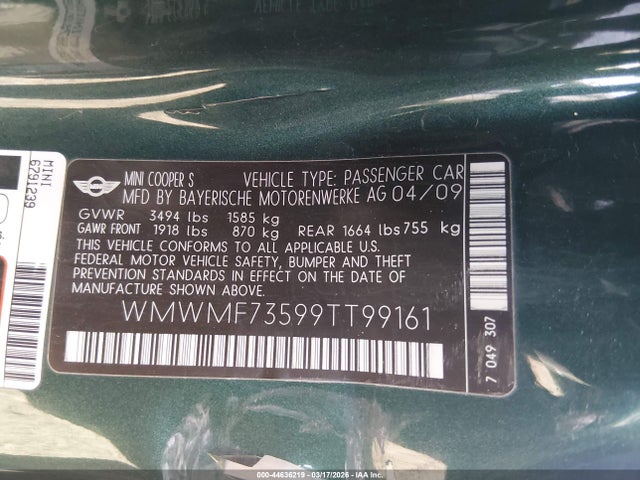 MINI
6791239
MINI COOPER S VEHICLE TYPE: PASSENGER CAR
MFD BY BAYERISCHE MOTORENWERKE AG 04/09
GVWR 3494 lbs 1585 kg
GAWR FRONT 1918 lbs 870 kg REAR 1664 lbs 755 kg
THIS VEHICLE CONFORMS TO ALL APPLICABLE U.S.
FEDERAL MOTOR VEHICLE SAFETY, BUMPER AND THEFT
PREVENTION STANDARDS IN EFFECT ON THE DATE OF
MANUFACTURE SHOWN ABOVE.
WMWMF73599TT99161
7 049 307
000-44636219 - 03/17/2026 - IAAI.COM